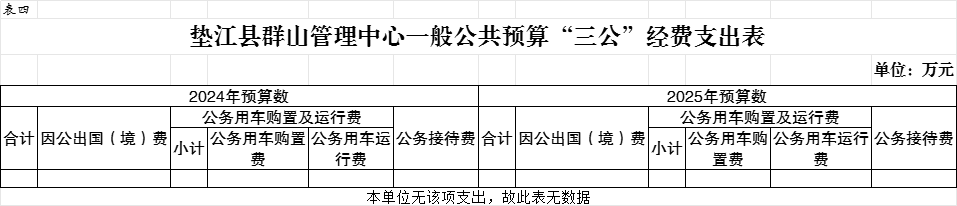 表四
垫江县群山管理中心一般公共预算“三公”经费支出表
单位：万元
2024年预算数 2025年预算数
合计 因公出国（境）费 公务用车购置及运行费 公务接待费 合计 因公出国（境）费 公务用车购置及运行费 公务接待费
小计 公务用车购置费 公务用车运行费 小计 公务用车购置费 公务用车运行费
本单位无该项支出，故此表无数据